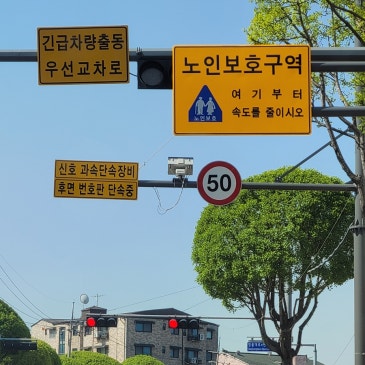 긴급차량출동
우선교차로
노인보호구역
여기부터
속도를 줄이시오
노인보호
신호 과속단속장비
후면 번호판 단속중
50